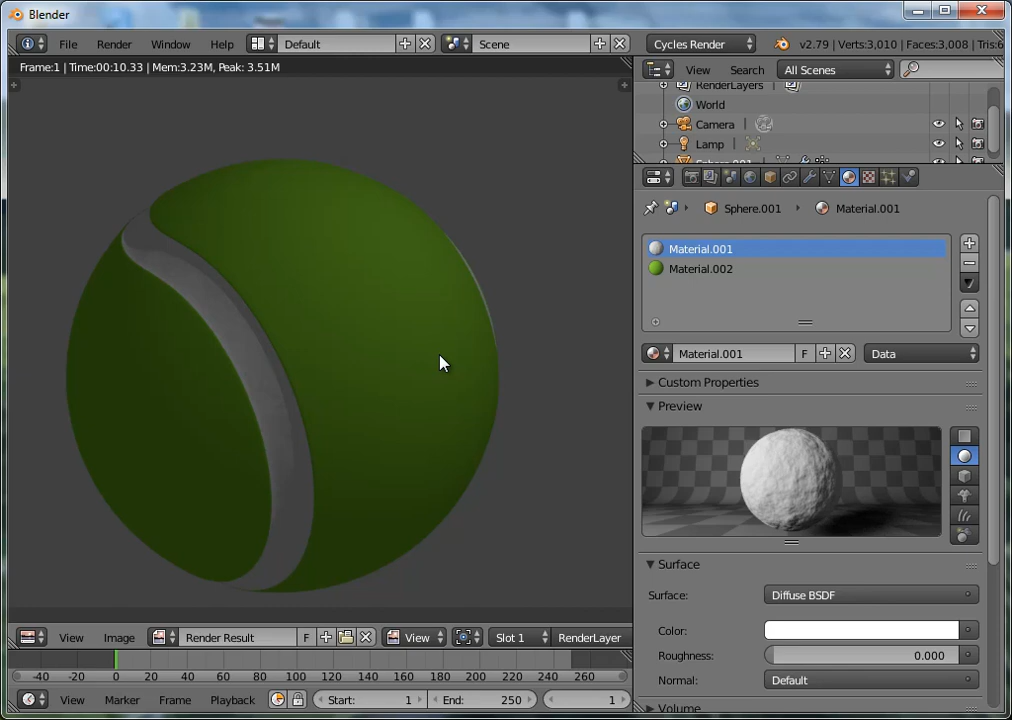 Blender
File Render Window Help Default Scene Cycles Render v2.79 | Verts:3,010 | Faces:3,008 | Tris:6
Frame:1 | Time:00:10.33 | Mem:3.23M, Peak: 3.51M
View Search All Scenes
RenderLayers
World
Camera
Lamp
Sphere.001
Sphere.001 Material.001
Material.001
Material.002
Material.001 F Data
Custom Properties
Preview
Surface
Surface: Diffuse BSDF
Color:
Roughness: 0.000
Normal: Default
Volume
View Image Render Result F View Slot 1 RenderLayer
-40 -20 0 20 40 60 80 100 120 140 160 180 200 220 240 260
View Marker Frame Playback Start: 1 End: 250 1